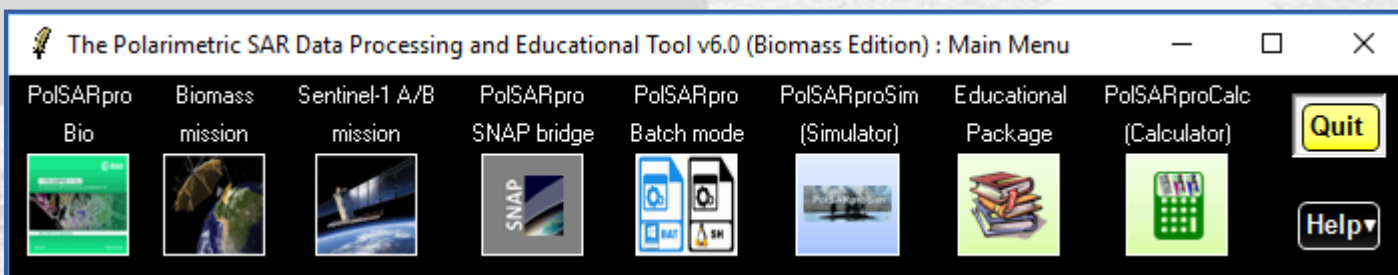 The Polarimetric SAR Data Processing and Educational Tool v6.0 (Biomass Edition) : Main Menu
PolSARpro Biomass Sentinel-1 A/B PolSARpro PolSARpro PolSARproSim Educational PolSARproCalc
Bio mission mission SNAP bridge Batch mode (Simulator) Package (Calculator)
Quit
esa
SNAP
PolSARproSim
BAT SH
Help▾